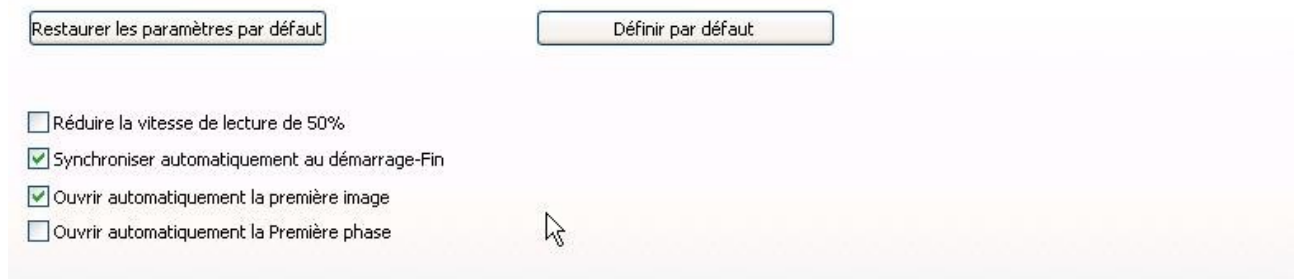 Restaurer les paramètres par défaut
Définir par défaut
Réduire la vitesse de lecture de 50%
Synchroniser automatiquement au démarrage-Fin
Ouvrir automatiquement la première image
Ouvrir automatiquement la Première phase